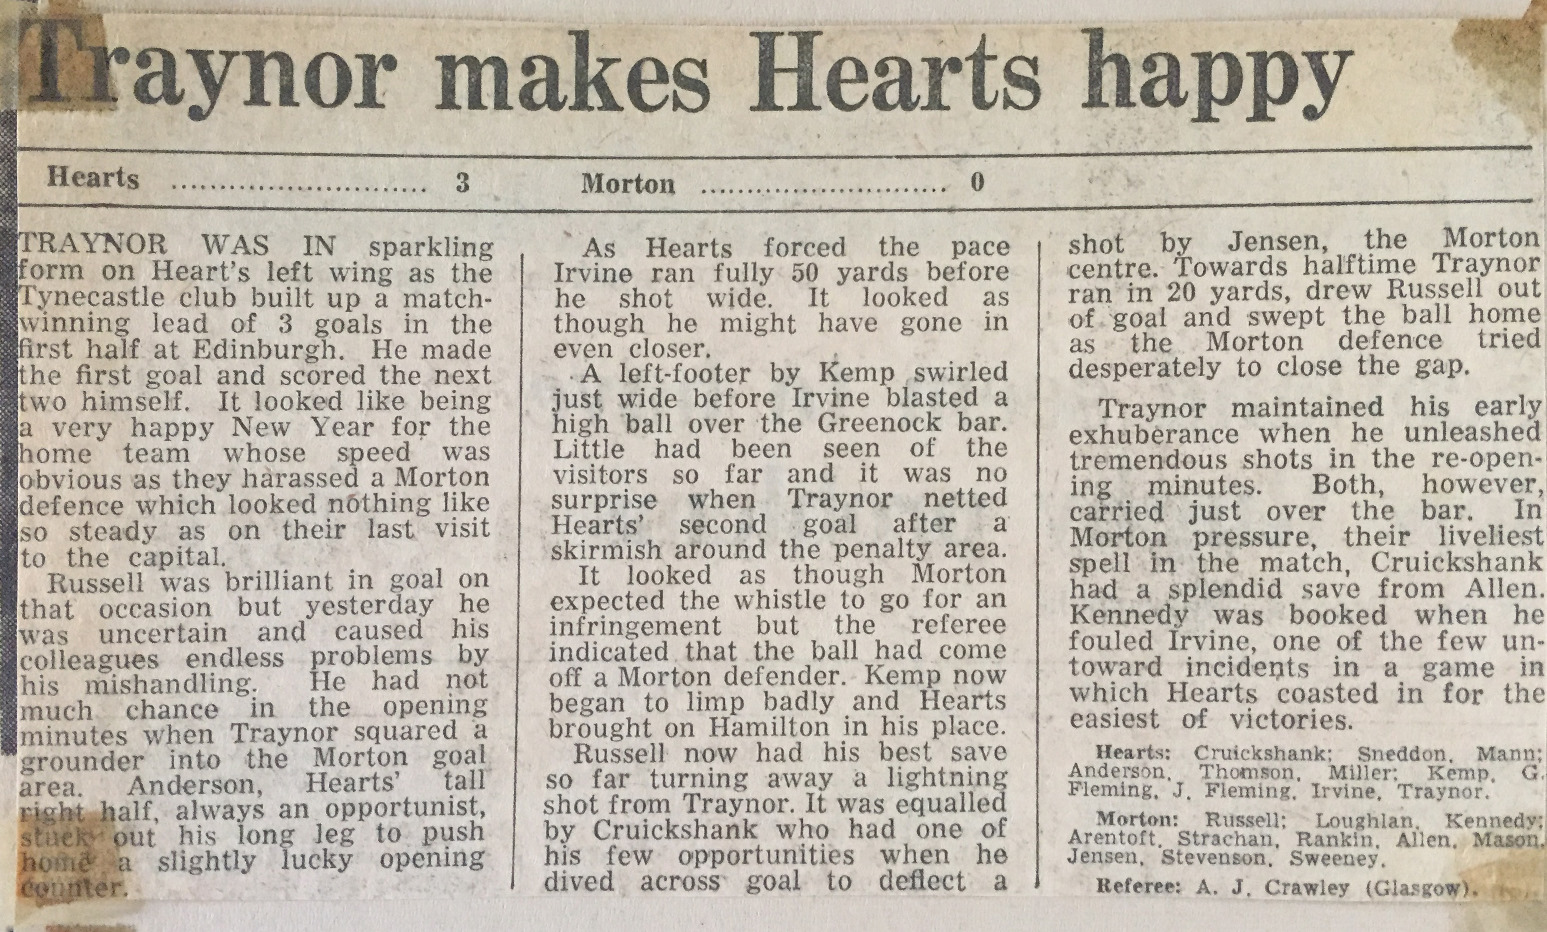 Traynor makes Hearts happy
Hearts ........................... 3 Morton .......................... 0
TRAYNOR WAS IN sparkling
form on Heart's left wing as the
Tynecastle club built up a match-
winning lead of 3 goals in the
first half at Edinburgh. He made
the first goal and scored the next
two himself. It looked like being
a very happy New Year for the
home team whose speed was
obvious as they harassed a Morton
defence which looked nothing like
so steady as on their last visit
to the capital.
Russell was brilliant in goal on
that occasion but yesterday he
was uncertain and caused his
colleagues endless problems by
his mishandling. He had not
much chance in the opening
minutes when Traynor squared a
grounder into the Morton goal
area. Anderson, Hearts' tall
right half, always an opportunist,
stuck out his long leg to push
home a slightly lucky opening
counter.
As Hearts forced the pace
Irvine ran fully 50 yards before
he shot wide. It looked as
though he might have gone in
even closer.
A left-footer by Kemp swirled
just wide before Irvine blasted a
high ball over the Greenock bar.
Little had been seen of the
visitors so far and it was no
surprise when Traynor netted
Hearts' second goal after a
skirmish around the penalty area.
It looked as though Morton
expected the whistle to go for an
infringement but the referee
indicated that the ball had come
off a Morton defender. Kemp now
began to limp badly and Hearts
brought on Hamilton in his place.
Russell now had his best save
so far turning away a lightning
shot from Traynor. It was equalled
by Cruickshank who had one of
his few opportunities when he
dived across goal to deflect a
shot by Jensen, the Morton
centre. Towards halftime Traynor
ran in 20 yards, drew Russell out
of goal and swept the ball home
as the Morton defence tried
desperately to close the gap.
Traynor maintained his early
exhuberance when he unleashed
tremendous shots in the re-open-
ing minutes. Both, however,
carried just over the bar. In
Morton pressure, their liveliest
spell in the match, Cruickshank
had a splendid save from Allen.
Kennedy was booked when he
fouled Irvine, one of the few un-
toward incidents in a game in
which Hearts coasted in for the
easiest of victories.
Hearts: Cruickshank; Sneddon, Mann;
Anderson, Thomson, Miller; Kemp, G.
Fleming, J. Fleming, Irvine, Traynor.
Morton: Russell; Loughlan, Kennedy;
Arentoft, Strachan, Rankin, Allen, Mason,
Jensen, Stevenson, Sweeney.
Referee: A. J. Crawley (Glasgow).